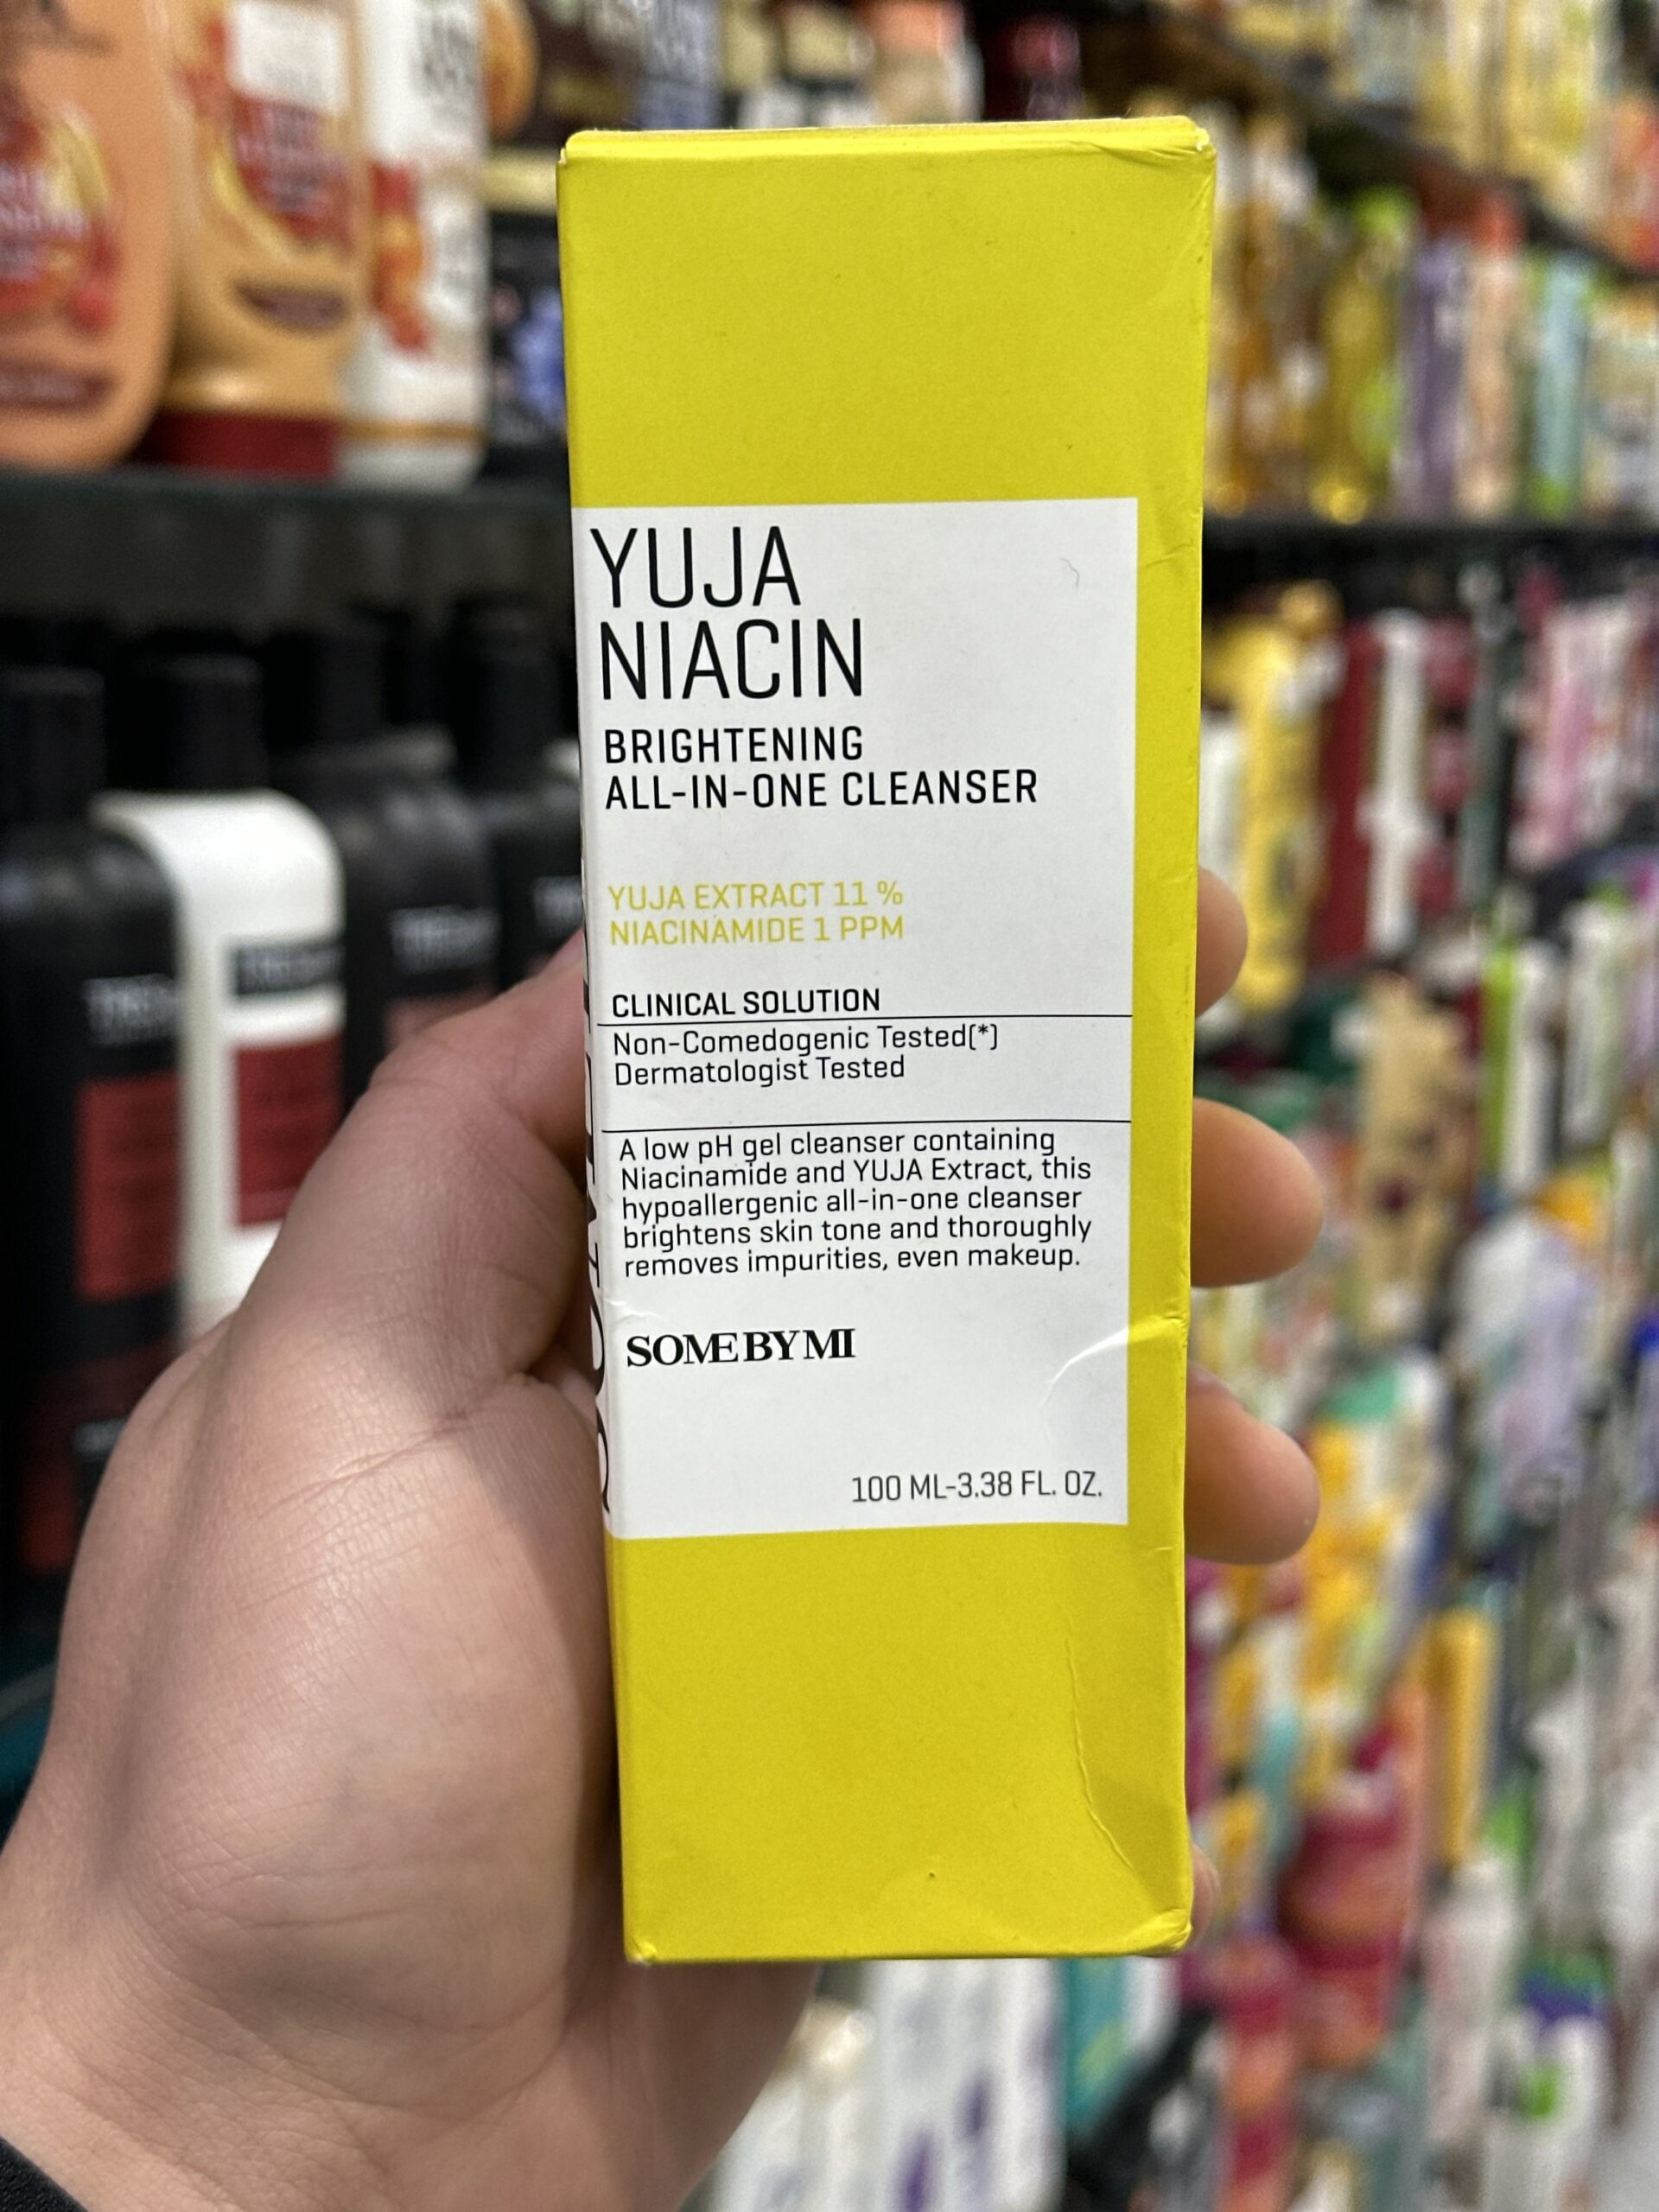 YUJA
NIACIN
BRIGHTENING
ALL-IN-ONE CLEANSER
YUJA EXTRACT 11 %
NIACINAMIDE 1 PPM
CLINICAL SOLUTION
Non-Comedogenic Tested(*)
Dermatologist Tested
A low pH gel cleanser containing
Niacinamide and YUJA Extract, this
hypoallergenic all-in-one cleanser
brightens skin tone and thoroughly
removes impurities, even makeup.
SOME BY MI
100 ML-3.38 FL. OZ.